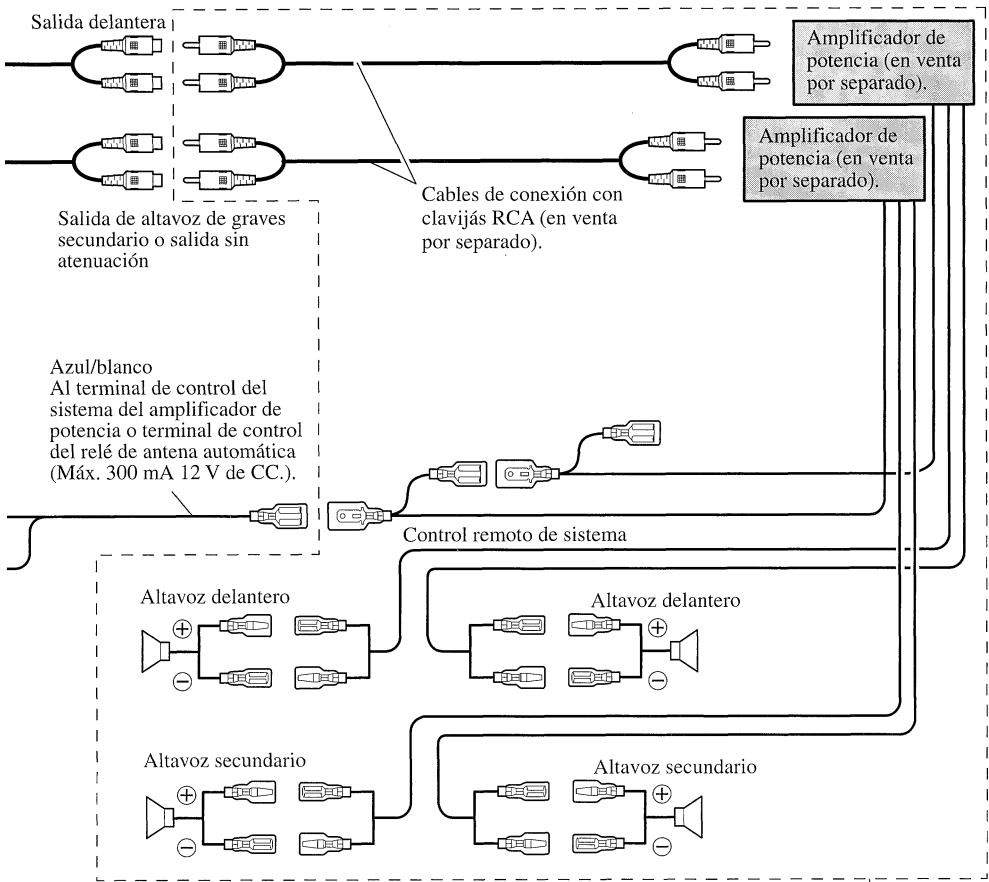 Salida delantera
Amplificador de
potencia (en venta
por separado).
Amplificador de
potencia (en venta
por separado).
Cables de conexión con
clavijás RCA (en venta
por separado).
Salida de altavoz de graves
secundario o salida sin
atenuación
Azul/blanco
Al terminal de control del
sistema del amplificador de
potencia o terminal de control
del relé de antena automática
(Máx. 300 mA 12 V de CC.).
Control remoto de sistema
Altavoz delantero
+
−
Altavoz delantero
+
−
Altavoz secundario
+
−
Altavoz secundario
+
−